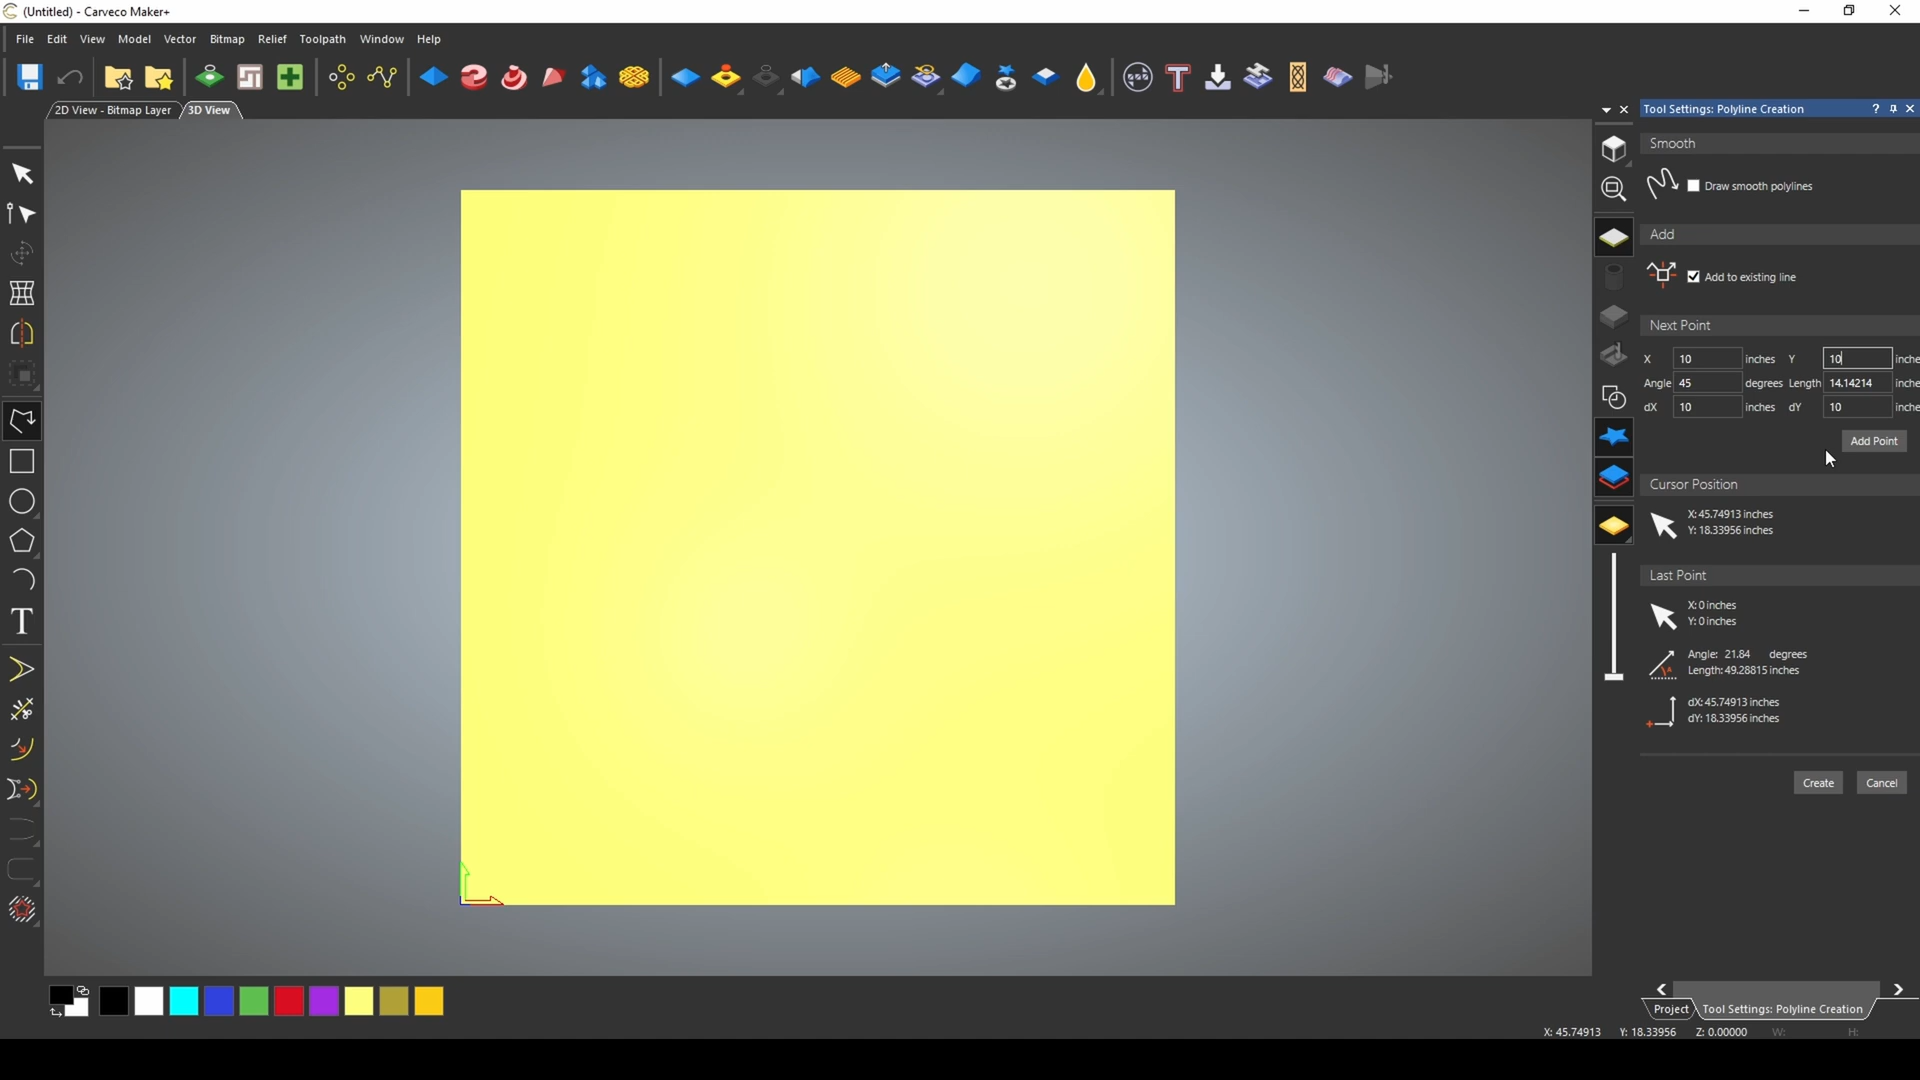 (Untitled) - Carveco Maker+
File Edit View Model Vector Bitmap Relief Toolpath Window Help
2D View - Bitmap Layer 3D View
Tool Settings: Polyline Creation ?
Smooth
Draw smooth polylines
Add
Add to existing line
Next Point
X 10 inches Y 10 inche
Angle 45 degrees Length 14.14214 inche
dX 10 inches dY 10 inche
Add Point
Cursor Position
X: 45.74913 inches
Y: 18.33956 inches
Last Point
X: 0 inches
Y: 0 inches
Angle: 21.84 degrees
Length: 49.28815 inches
dX: 45.74913 inches
dY: 18.33956 inches
Create Cancel
T
Project Tool Settings: Polyline Creation
X: 45.74913 Y: 18.33956 Z: 0.00000 W: H: